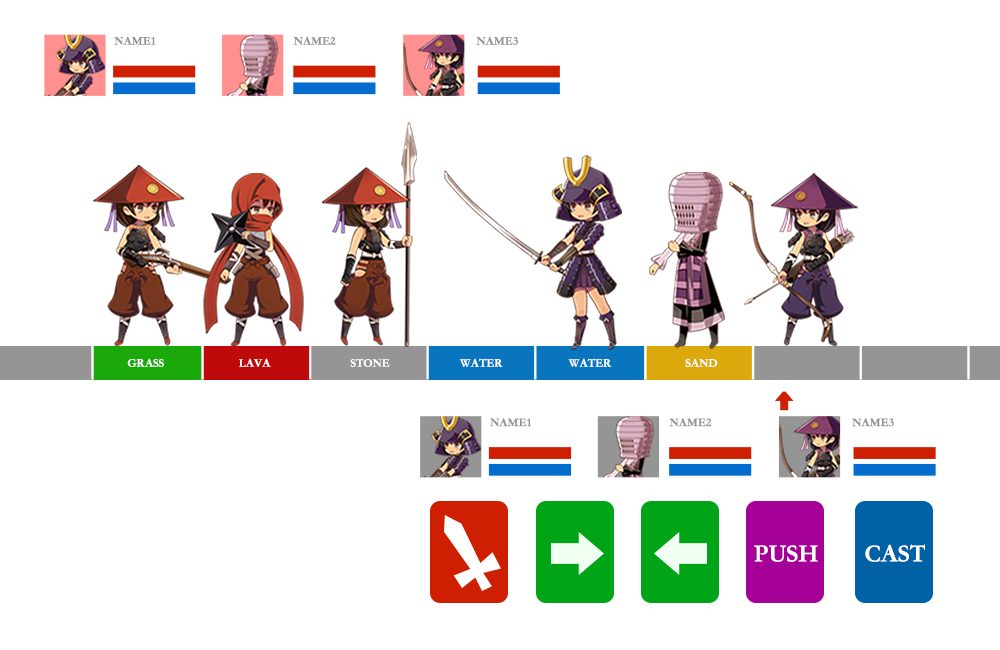 NAME1
NAME2
NAME3
GRASS
LAVA
STONE
WATER
WATER
SAND
NAME1
NAME2
NAME3
PUSH
CAST